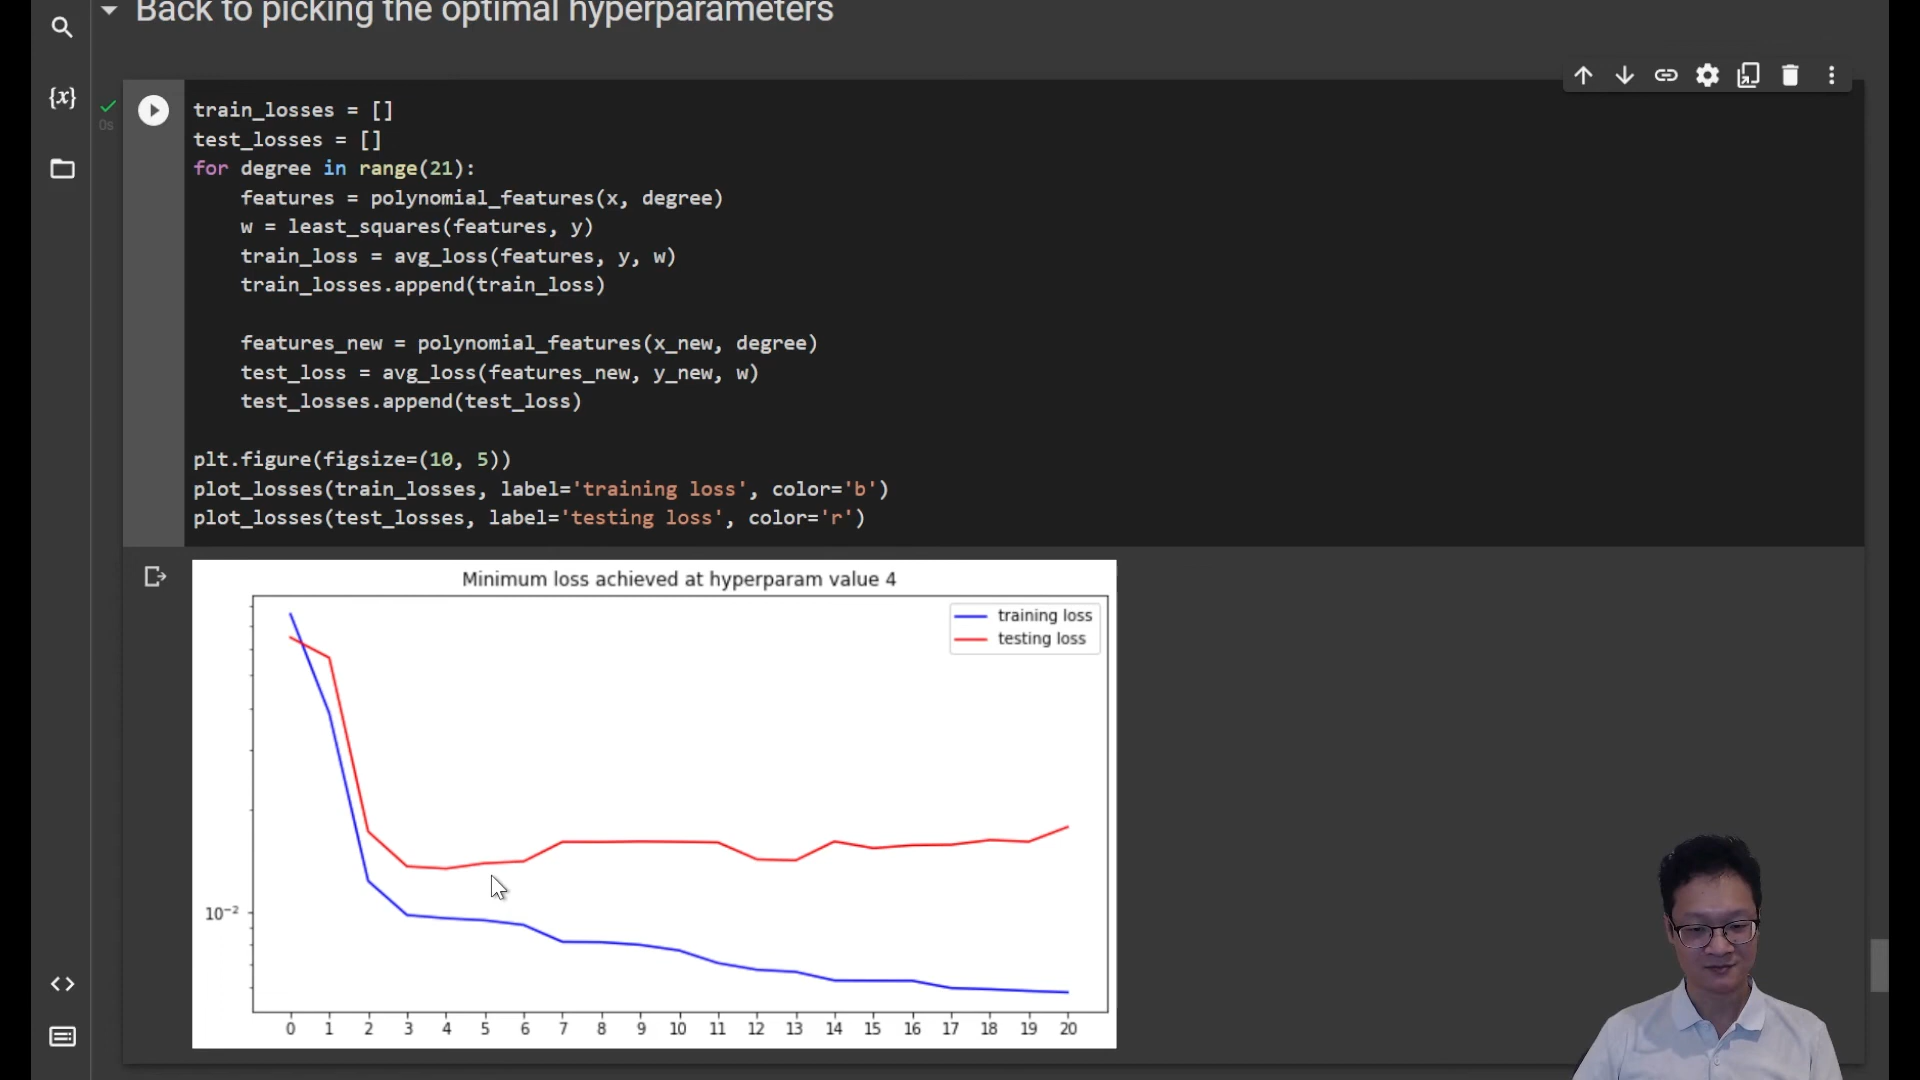 Back to picking the optimal hyperparameters
{x}
0s
train_losses = []
test_losses = []
for degree in range(21):
features = polynomial_features(x, degree)
w = least_squares(features, y)
train_loss = avg_loss(features, y, w)
train_losses.append(train_loss)
features_new = polynomial_features(x_new, degree)
test_loss = avg_loss(features_new, y_new, w)
test_losses.append(test_loss)
plt.figure(figsize=(10, 5))
plot_losses(train_losses, label='training loss', color='b')
plot_losses(test_losses, label='testing loss', color='r')
Minimum loss achieved at hyperparam value 4
training loss
testing loss
10⁻²
0 1 2 3 4 5 6 7 8 9 10 11 12 13 14 15 16 17 18 19 20